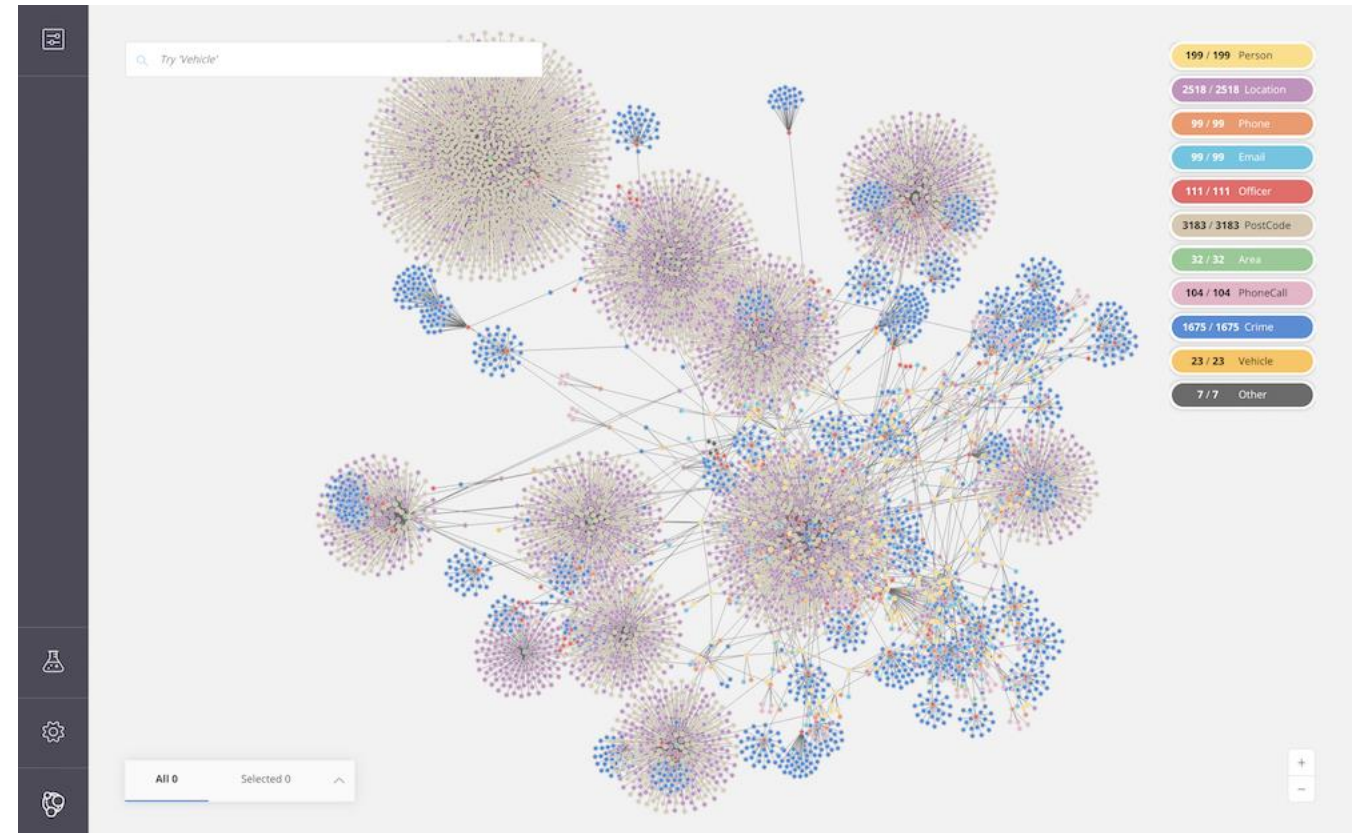 Try 'Vehicle'
199 / 199 Person
2518 / 2518 Location
99 / 99 Phone
99 / 99 Email
111 / 111 Officer
3183 / 3183 PostCode
32 / 32 Area
104 / 104 PhoneCall
1675 / 1675 Crime
23 / 23 Vehicle
7 / 7 Other
All 0 Selected 0
+
−